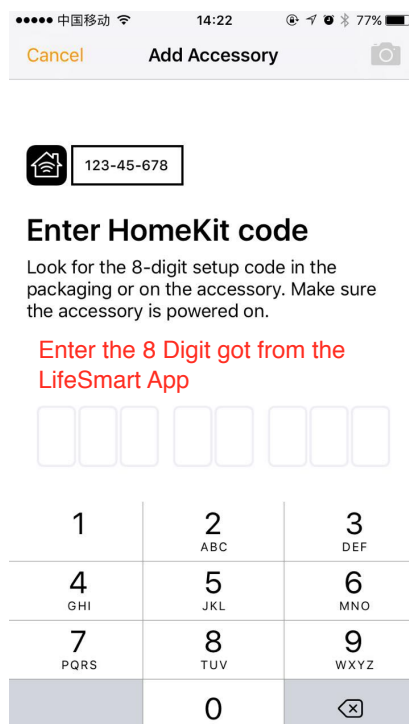 中国移动 14:22 77%
Cancel Add Accessory
123-45-678
Enter HomeKit code
Look for the 8-digit setup code in the
packaging or on the accessory. Make sure
the accessory is powered on.
Enter the 8 Digit got from the
LifeSmart App
1 2 3
ABC DEF
4 5 6
GHI JKL MNO
7 8 9
PQRS TUV WXYZ
0